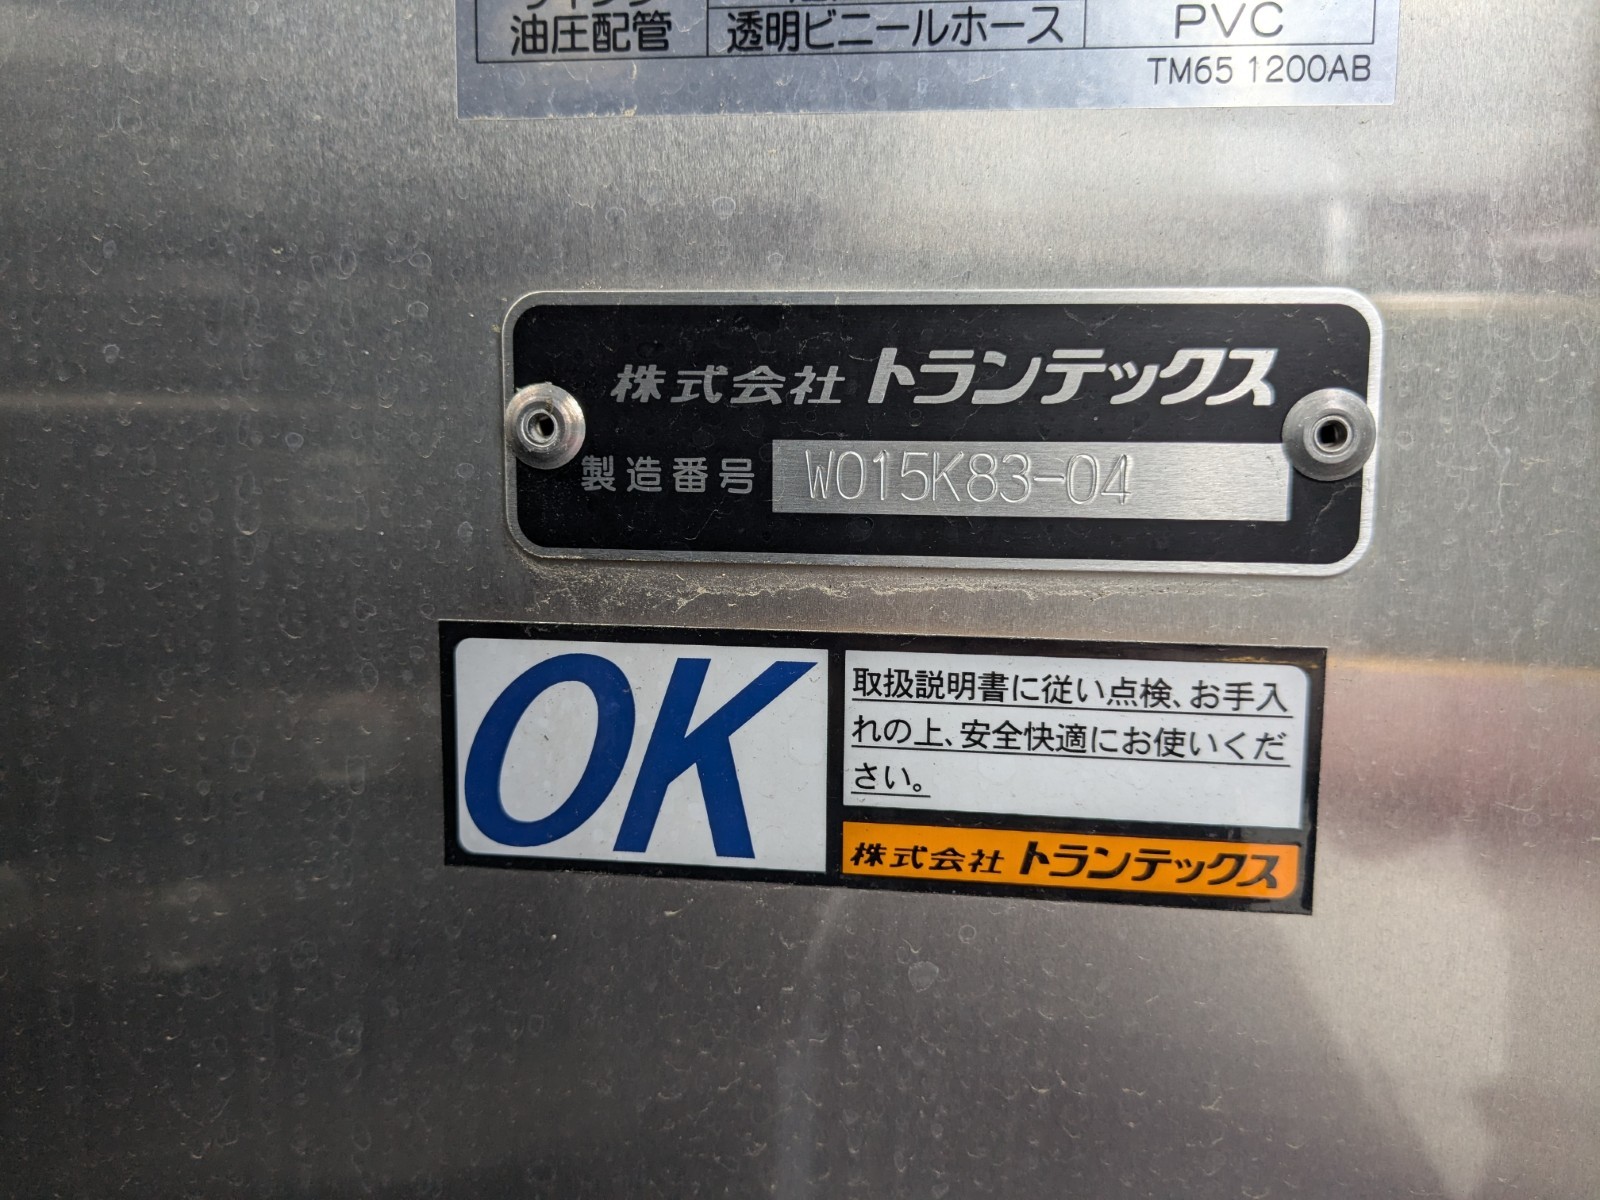 油圧配管 透明ビニールホース PVC
TM65 1200AB
株式会社 トランテックス
製造番号 W015K83-04
OK
取扱説明書に従い点検、お手入
れの上、安全快適にお使いくだ
さい。
株式会社 トランテックス